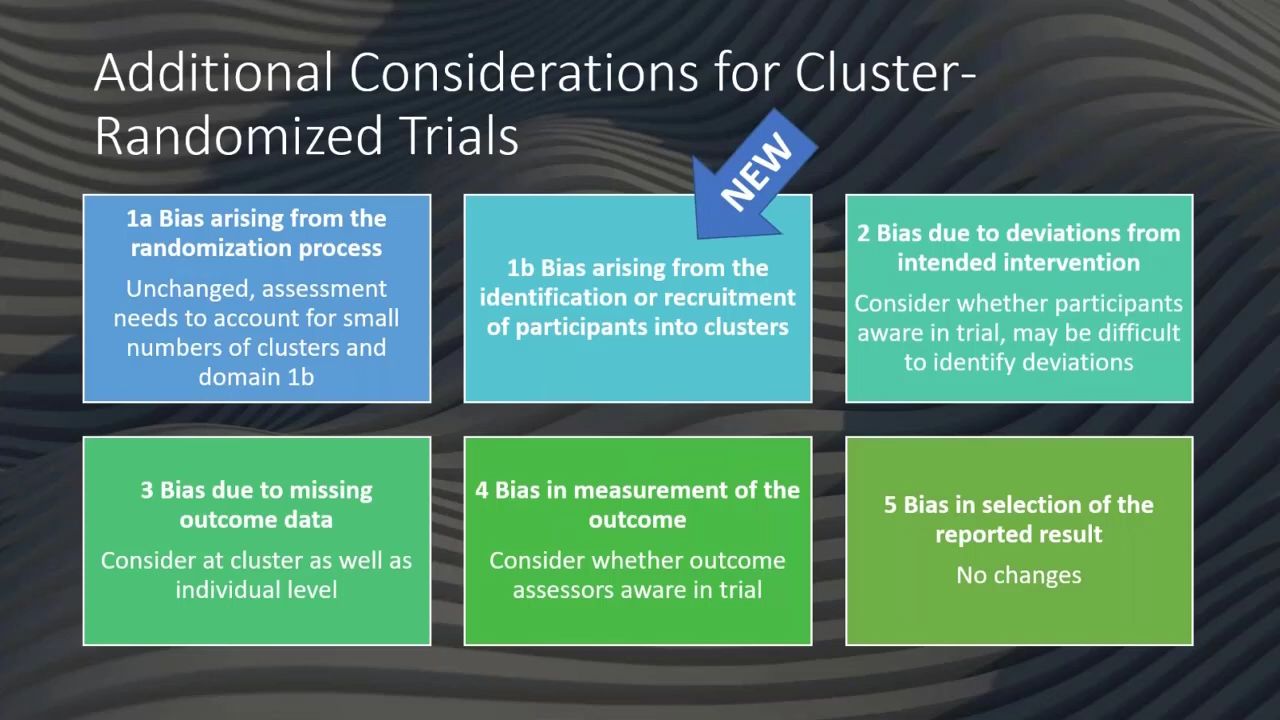 Additional Considerations for Cluster-
Randomized Trials
NEW
1a Bias arising from the
randomization process
Unchanged, assessment
needs to account for small
numbers of clusters and
domain 1b
1b Bias arising from the
identification or recruitment
of participants into clusters
2 Bias due to deviations from
intended intervention
Consider whether participants
aware in trial, may be difficult
to identify deviations
3 Bias due to missing
outcome data
Consider at cluster as well as
individual level
4 Bias in measurement of the
outcome
Consider whether outcome
assessors aware in trial
5 Bias in selection of the
reported result
No changes